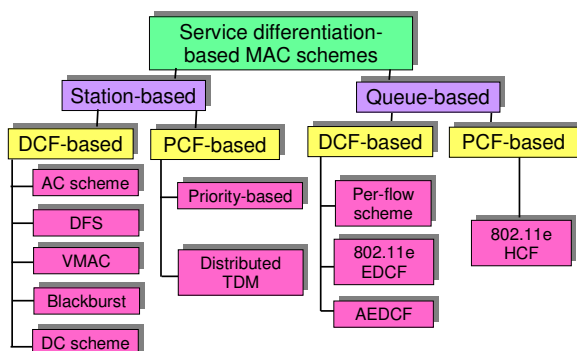 Service differentiation-
based MAC schemes
Station-based
Queue-based
DCF-based
PCF-based
DCF-based
PCF-based
AC scheme
DFS
VMAC
Blackburst
DC scheme
Priority-based
Distributed
TDM
Per-flow
scheme
802.11e
EDCF
AEDCF
802.11e
HCF